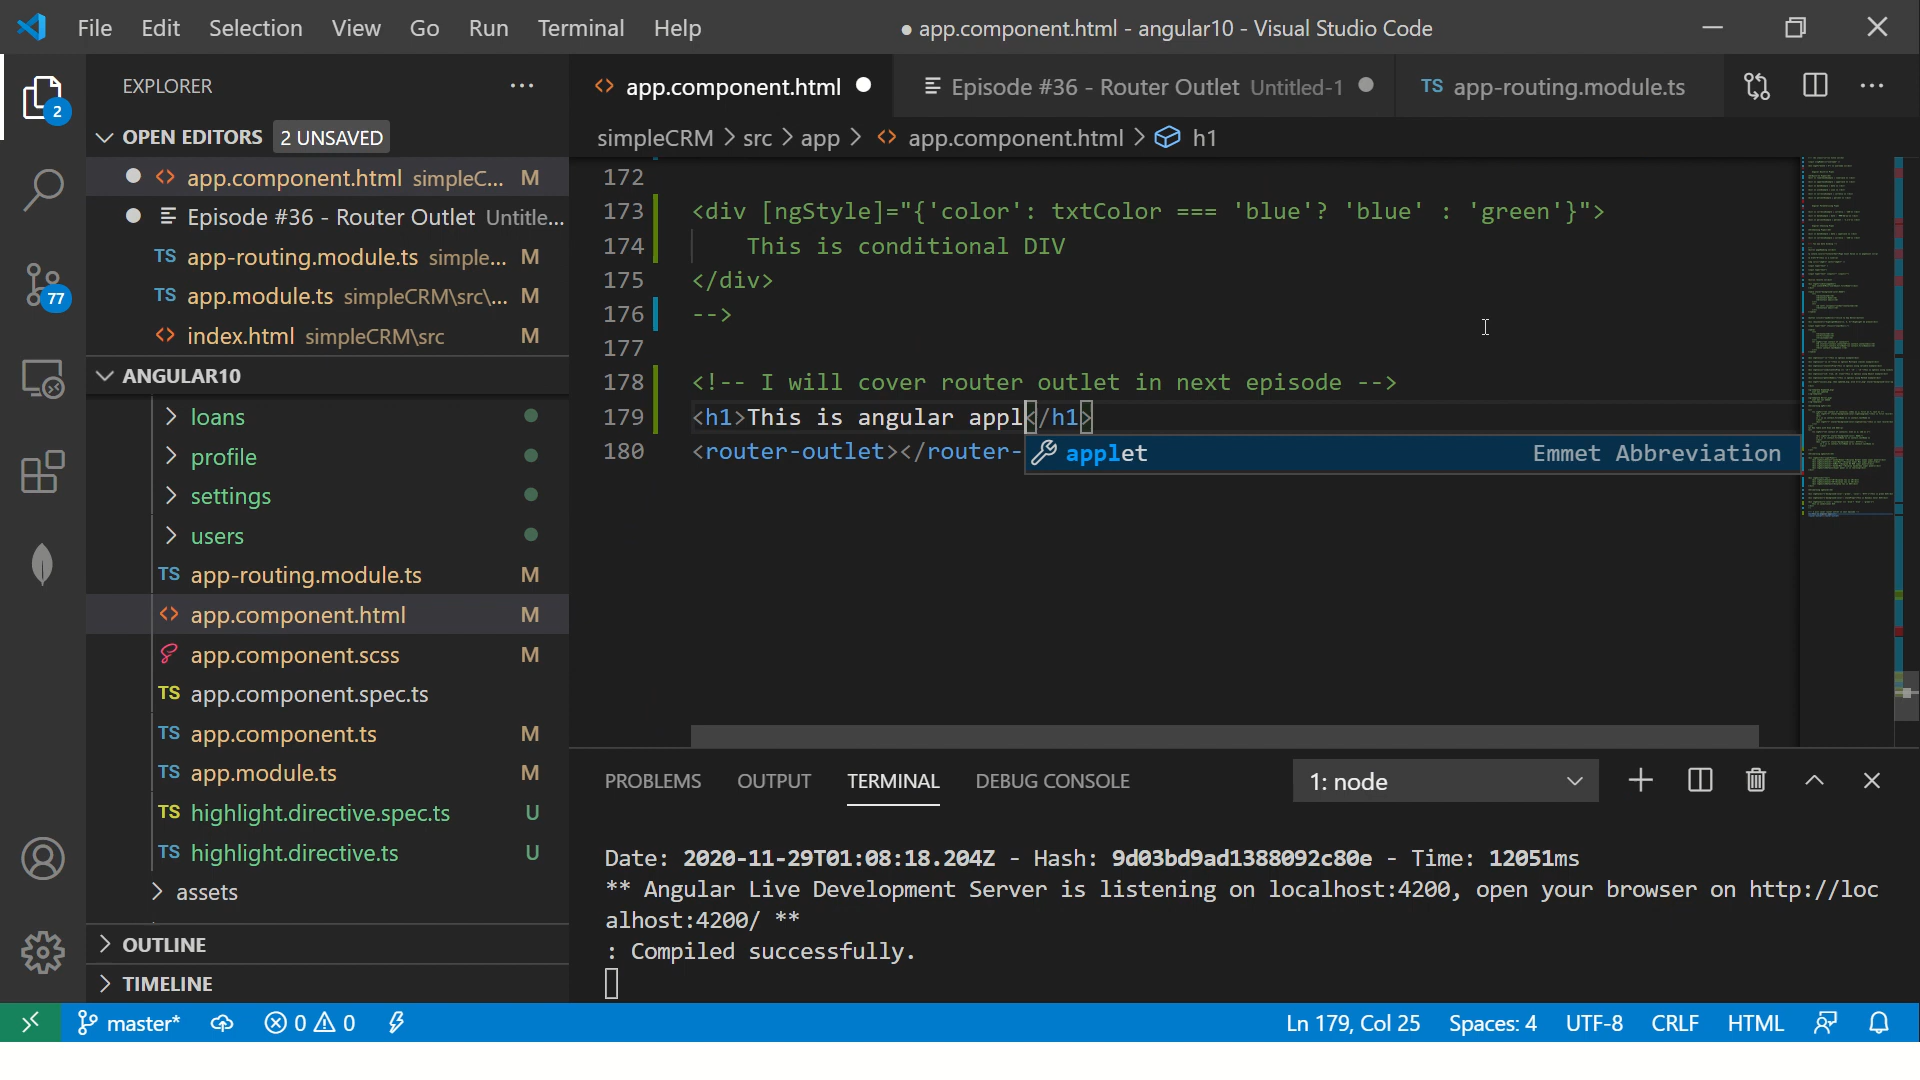 File Edit Selection View Go Run Terminal Help
● app.component.html - angular10 - Visual Studio Code
EXPLORER
OPEN EDITORS 2 UNSAVED
app.component.html simpleC... M
Episode #36 - Router Outlet Untitle...
TS app-routing.module.ts simple... M
TS app.module.ts simpleCRM\src\... M
index.html simpleCRM\src M
ANGULAR10
loans
profile
settings
users
TS app-routing.module.ts M
app.component.html M
app.component.scss M
TS app.component.spec.ts
TS app.component.ts M
TS app.module.ts M
TS highlight.directive.spec.ts U
TS highlight.directive.ts U
assets
OUTLINE
TIMELINE
2
77
app.component.html
Episode #36 - Router Outlet Untitled-1
TS app-routing.module.ts
simpleCRM > src > app > app.component.html > h1
172
173 <div [ngStyle]="{'color': txtColor === 'blue'? 'blue' : 'green'}">
174 This is conditional DIV
175 </div>
176 -->
177
178 <!-- I will cover router outlet in next episode -->
179 <h1>This is angular appl</h1>
180 <router-outlet></router-
applet Emmet Abbreviation
PROBLEMS OUTPUT TERMINAL DEBUG CONSOLE 1: node
Date: 2020-11-29T01:08:18.204Z - Hash: 9d03bd9ad1388092c80e - Time: 12051ms
** Angular Live Development Server is listening on localhost:4200, open your browser on http://loc
alhost:4200/ **
: Compiled successfully.
master* 0 0 Ln 179, Col 25 Spaces: 4 UTF-8 CRLF HTML